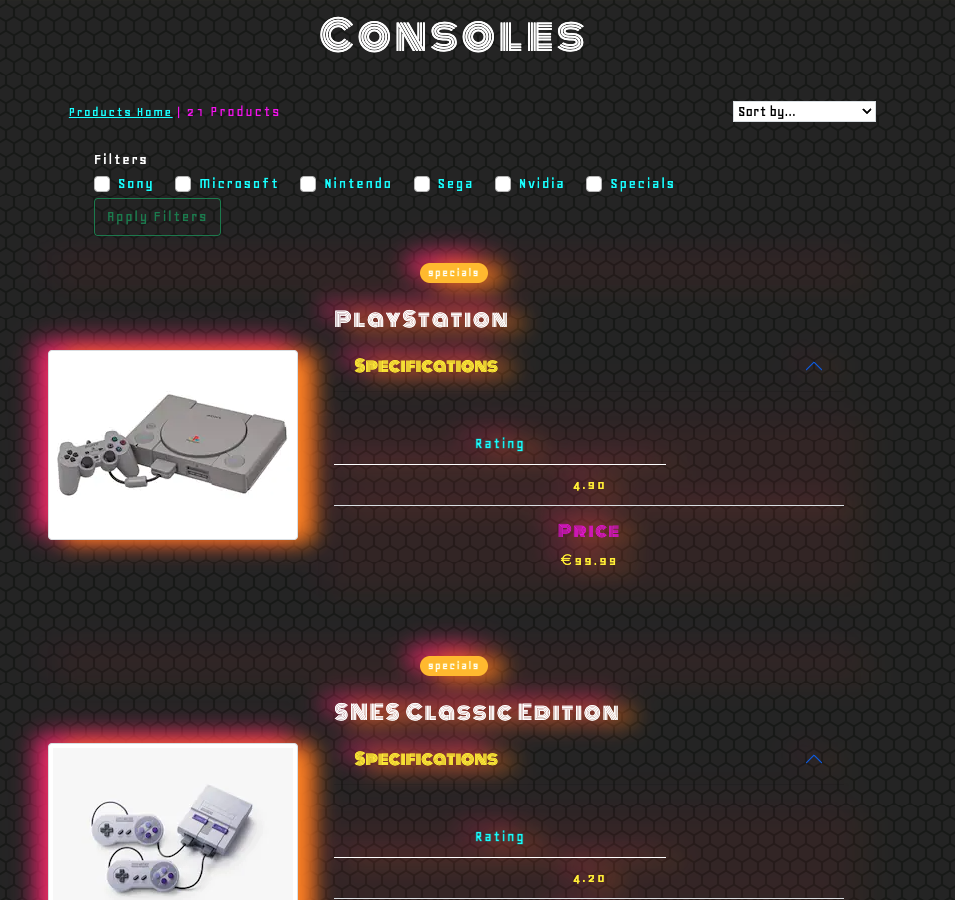 Consoles
Products Home | 21 Products
Sort by...
Filters
Sony Microsoft Nintendo Sega Nvidia Specials
Apply Filters
specials
PlayStation
Specifications
Rating
4.90
Price
€99.99
specials
SNES Classic Edition
Specifications
Rating
4.20